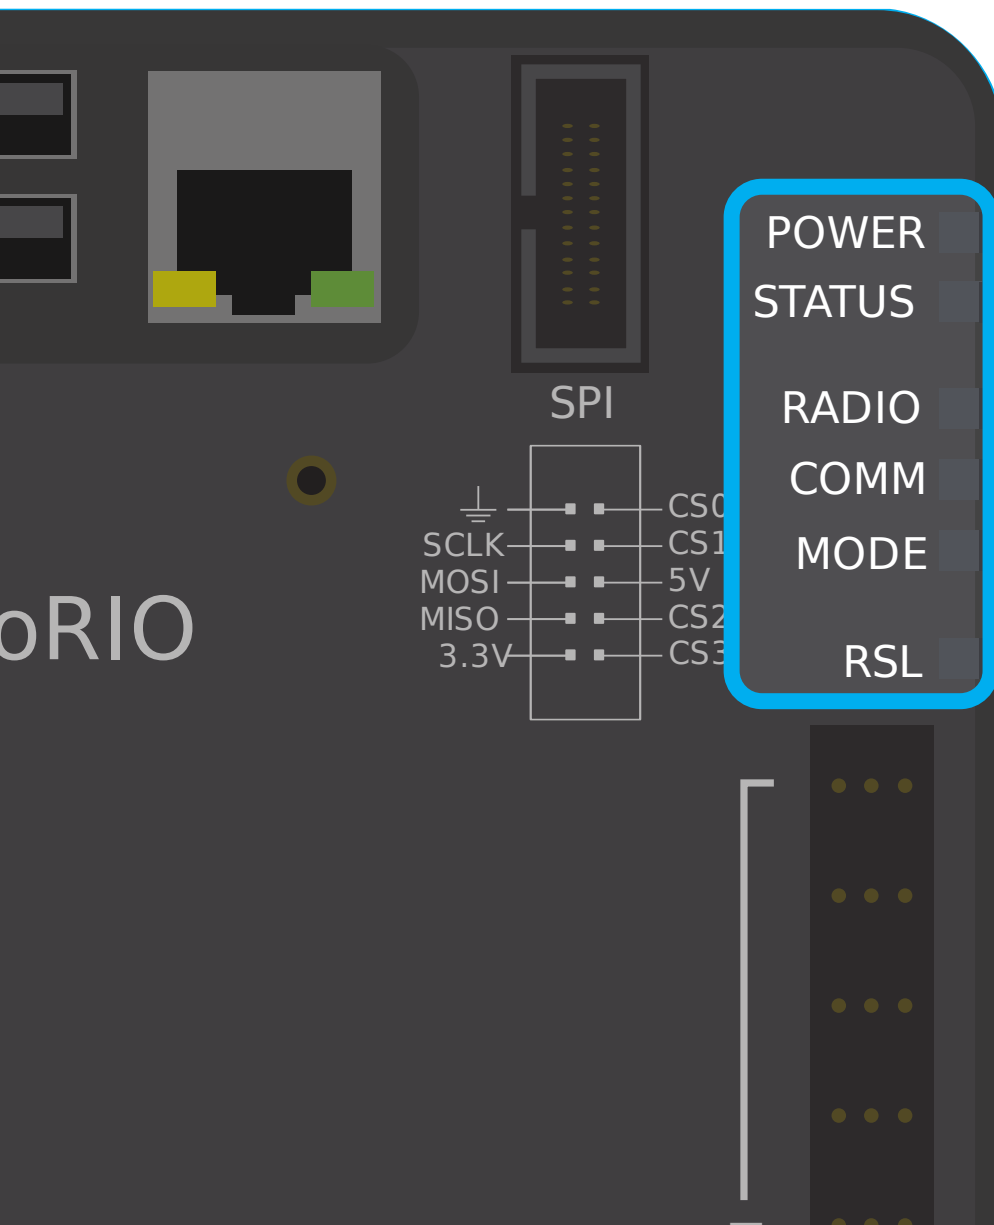 POWER
STATUS
RADIO
COMM
MODE
RSL
SPI
CS0
SCLK
CS1
MOSI
5V
MISO
CS2
3.3V
CS3
oRIO